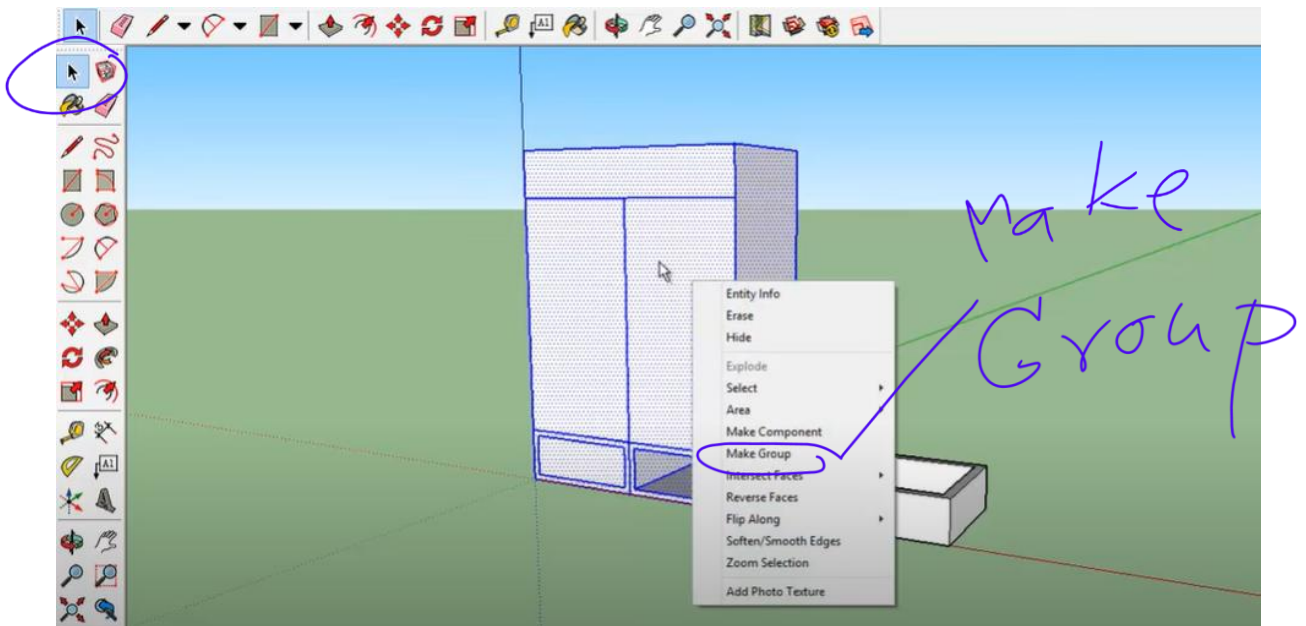 A1
Make
Group
A1
Entity Info
Erase
Hide
Explode
Select
Area
Make Component
Make Group
Intersect Faces
Reverse Faces
Flip Along
Soften/Smooth Edges
Zoom Selection
Add Photo Texture